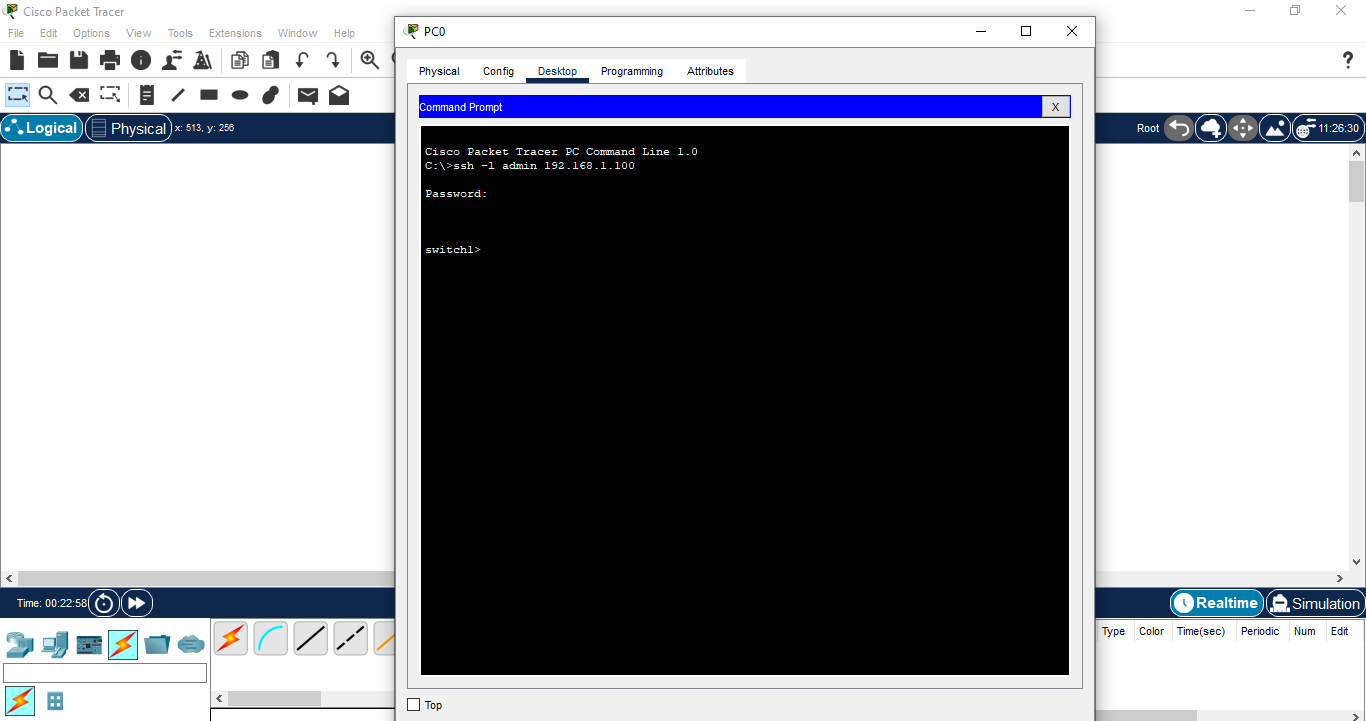 Cisco Packet Tracer
File Edit Options View Tools Extensions Window Help
Logical Physical x: 513, y: 256
Root 11:26:30
PC0
Physical Config Desktop Programming Attributes
Command Prompt X
Cisco Packet Tracer PC Command Line 1.0
C:\>ssh -l admin 192.168.1.100
Password:
switch1>
Top
Time: 00:22:58
Realtime Simulation
Type Color Time(sec) Periodic Num Edit